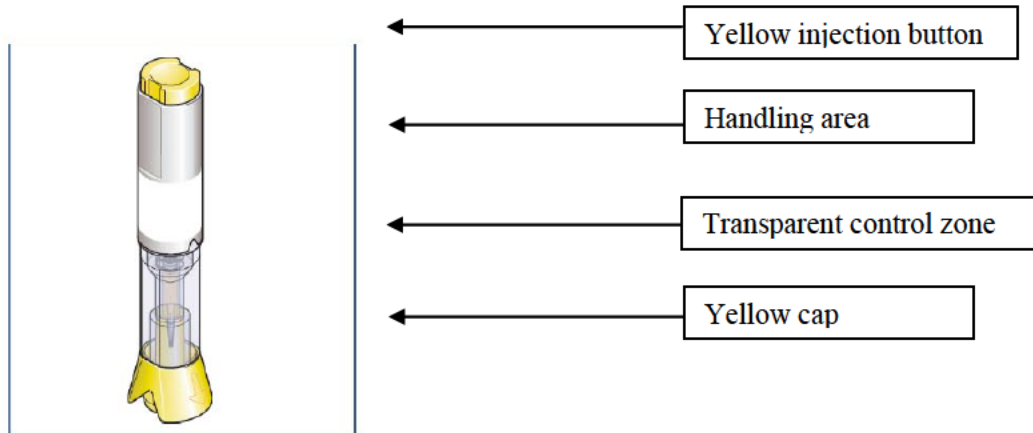 Yellow injection button
Handling area
Transparent control zone
Yellow cap